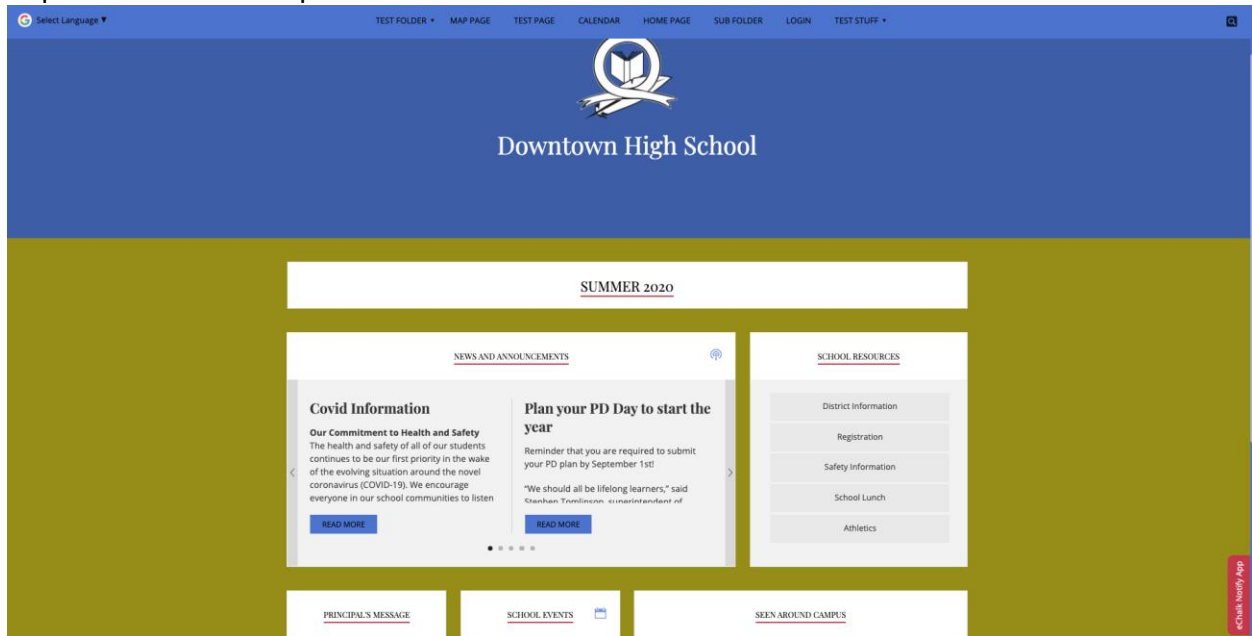 Select Language ▼
TEST FOLDER ▾ MAP PAGE TEST PAGE CALENDAR HOME PAGE SUB FOLDER LOGIN TEST STUFF ▾
Downtown High School
SUMMER 2020
NEWS AND ANNOUNCEMENTS
Covid Information
Our Commitment to Health and Safety
The health and safety of all of our students
continues to be our first priority in the wake
of the evolving situation around the novel
coronavirus (COVID-19). We encourage
everyone in our school communities to listen
READ MORE
Plan your PD Day to start the
year
Reminder that you are required to submit
your PD plan by September 1st!
"We should all be lifelong learners," said
Stephen Tomlinson, superintendent of
READ MORE
SCHOOL RESOURCES
District Information
Registration
Safety Information
School Lunch
Athletics
PRINCIPAL'S MESSAGE
SCHOOL EVENTS
SEEN AROUND CAMPUS
eChalk Notify App